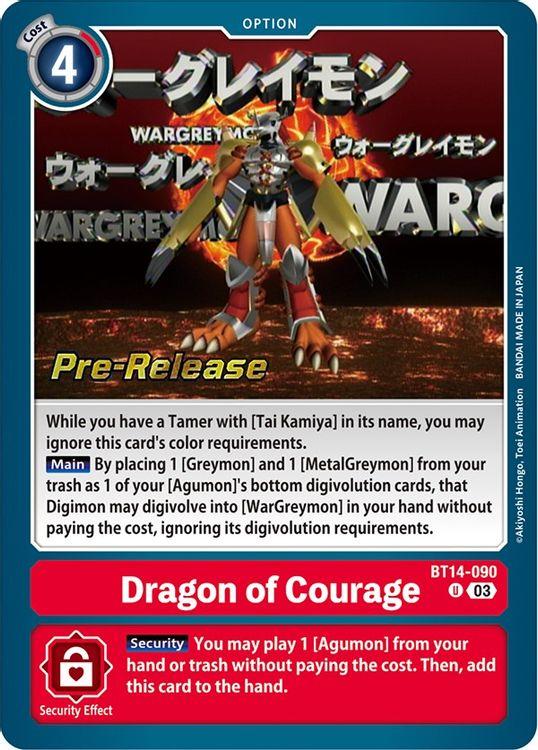 OPTION
Cost
4
ーグレイモン
WARGREYMO
ウォーグレイモン
ウォーグレ
WARGREYM
WARG
Pre-Release
©Akiyoshi Hongo, Toei Animation BANDAI MADE IN JAPAN
While you have a Tamer with [Tai Kamiya] in its name, you may
ignore this card's color requirements.
Main By placing 1 [Greymon] and 1 [MetalGreymon] from your
trash as 1 of your [Agumon]'s bottom digivolution cards, that
Digimon may digivolve into [WarGreymon] in your hand without
paying the cost, ignoring its digivolution requirements.
BT14-090
Dragon of Courage
U 03
Security You may play 1 [Agumon] from your
hand or trash without paying the cost. Then, add
this card to the hand.
Security Effect